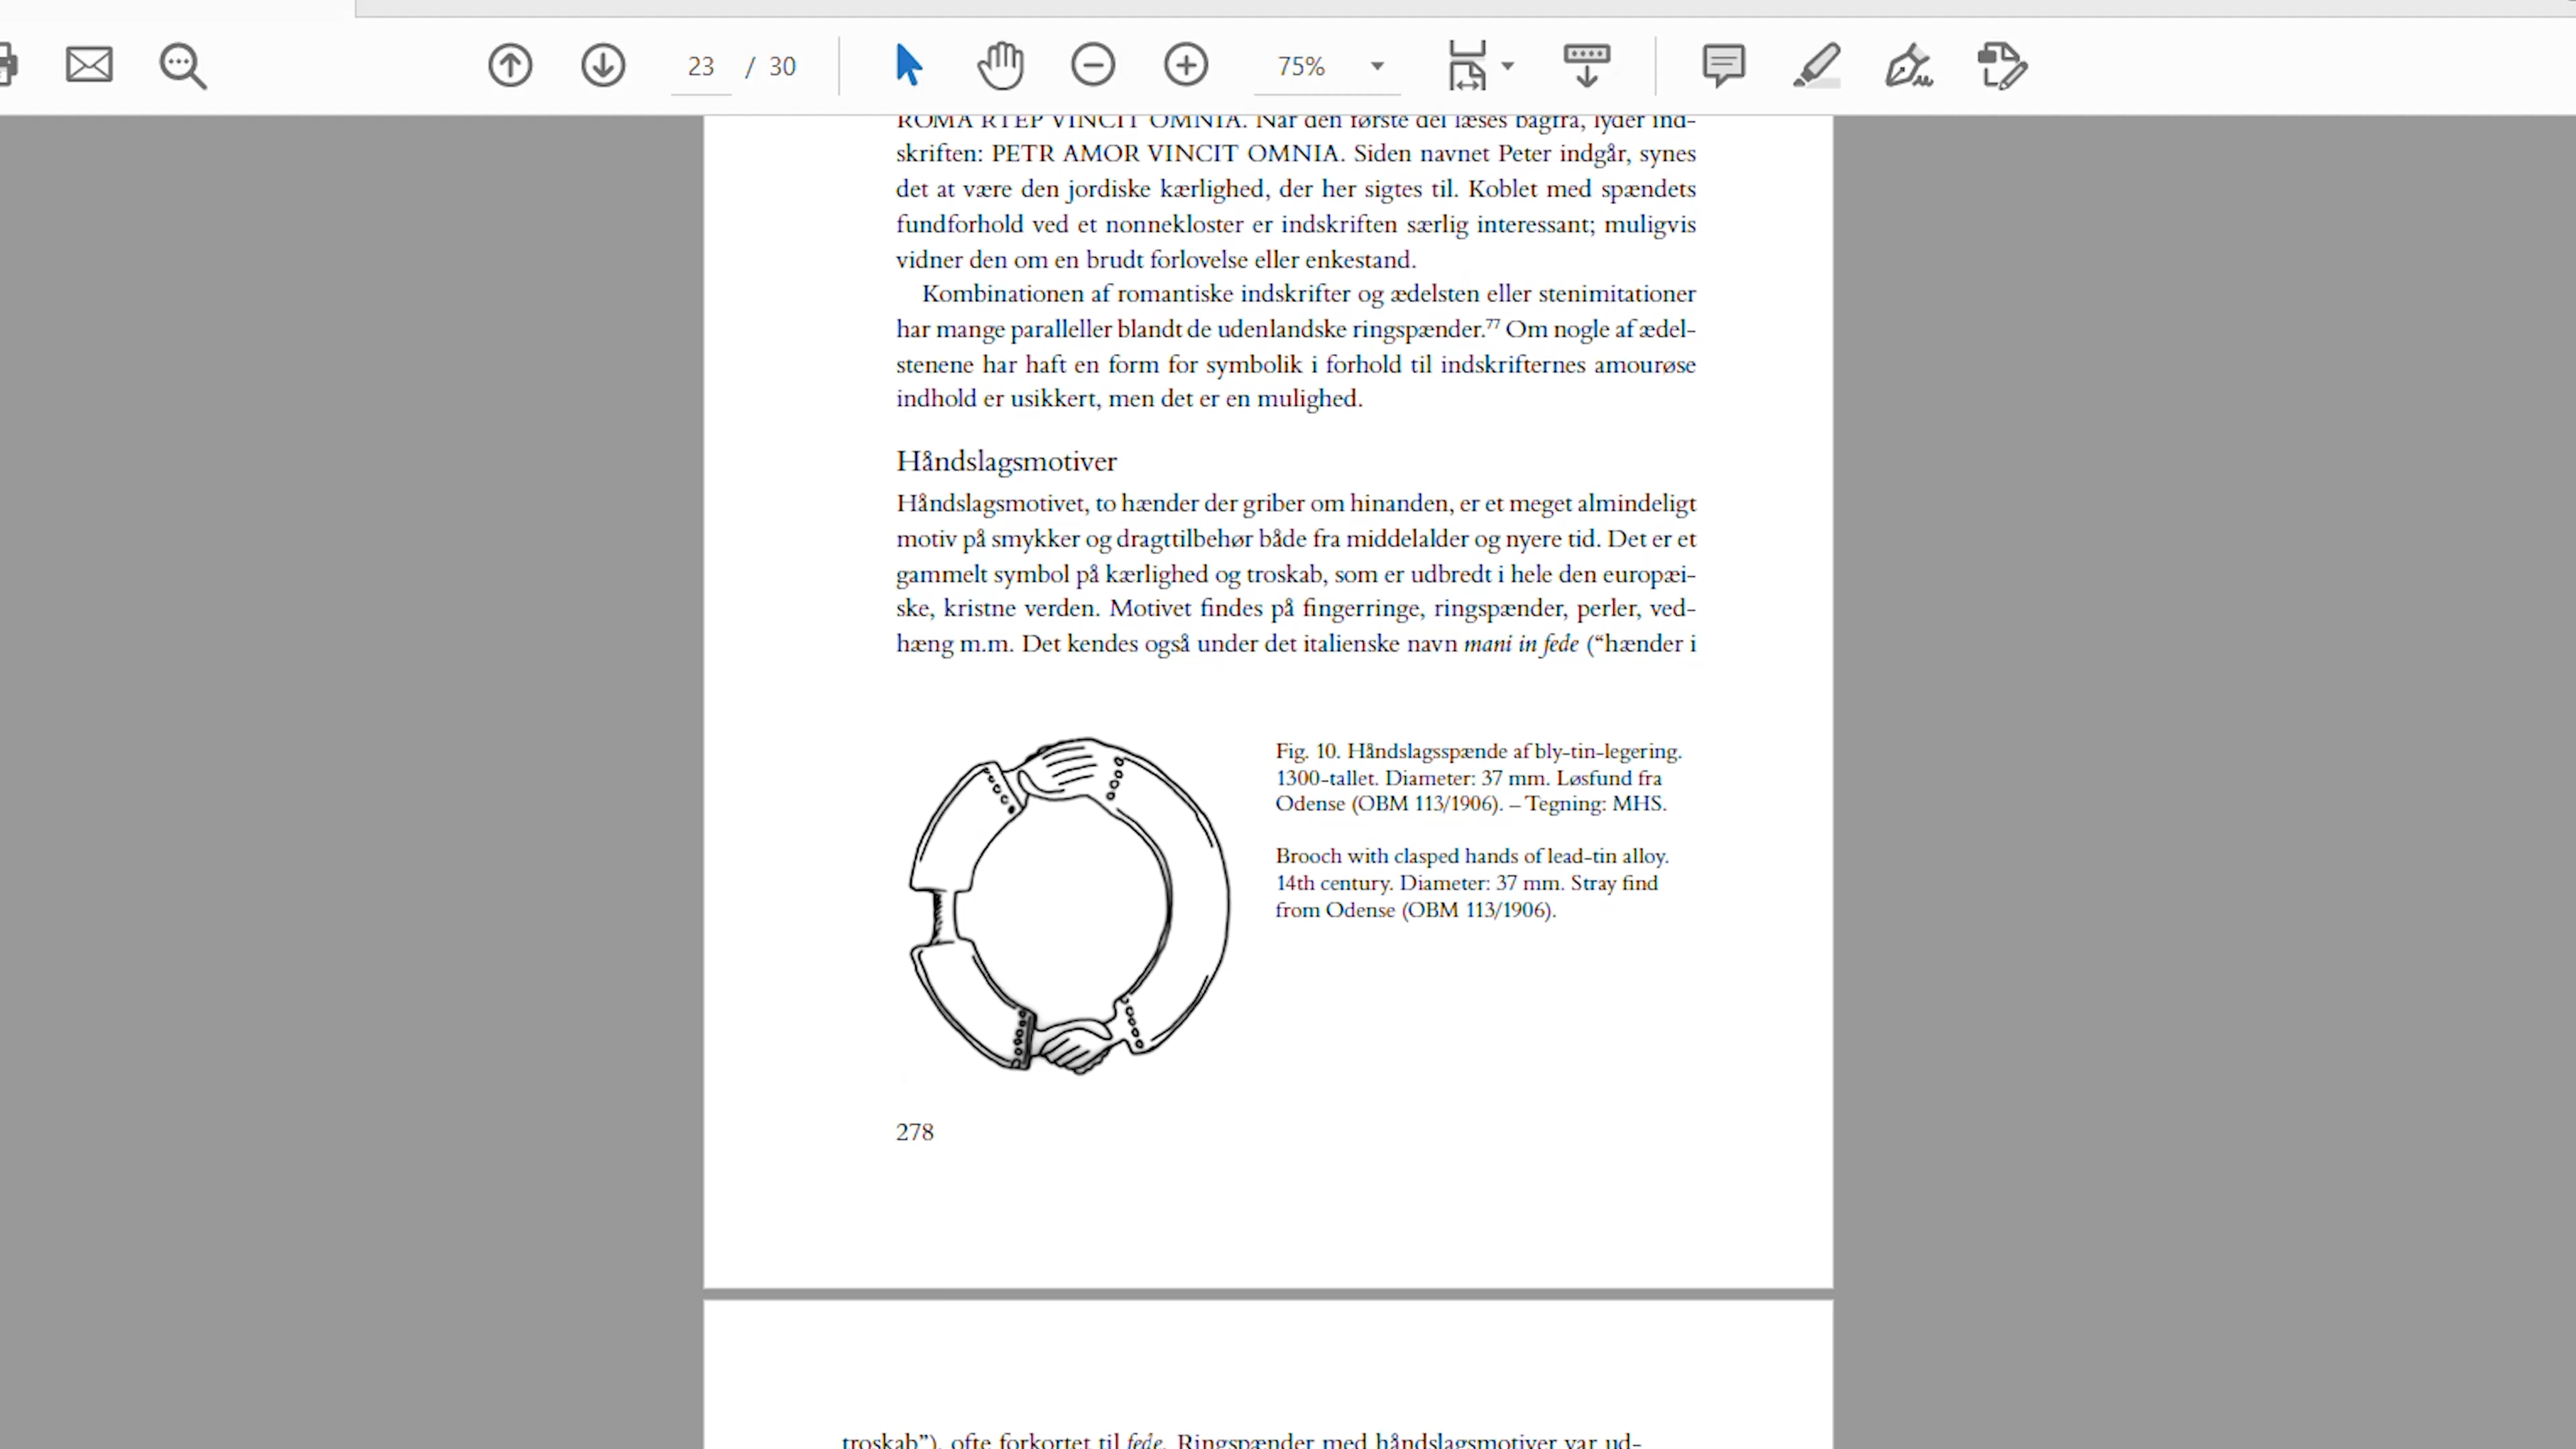 23 / 30
75%
ROMA RTEP VINCIT OMNIA. Når den første del læses bagfra, lyder ind-
skriften: PETR AMOR VINCIT OMNIA. Siden navnet Peter indgår, synes
det at være den jordiske kærlighed, der her sigtes til. Koblet med spændets
fundforhold ved et nonnekloster er indskriften særlig interessant; muligvis
vidner den om en brudt forlovelse eller enkestand.
Kombinationen af romantiske indskrifter og ædelsten eller stenimitationer
har mange paralleller blandt de udenlandske ringspænder.77 Om nogle af ædel-
stenene har haft en form for symbolik i forhold til indskrifternes amourøse
indhold er usikkert, men det er en mulighed.
Håndslagsmotiver
Håndslagsmotivet, to hænder der griber om hinanden, er et meget almindeligt
motiv på smykker og dragttilbehør både fra middelalder og nyere tid. Det er et
gammelt symbol på kærlighed og troskab, som er udbredt i hele den europæi-
ske, kristne verden. Motivet findes på fingerringe, ringspænder, perler, ved-
hæng m.m. Det kendes også under det italienske navn mani in fede (“hænder i
Fig. 10. Håndslagsspænde af bly-tin-legering.
1300-tallet. Diameter: 37 mm. Løsfund fra
Odense (OBM 113/1906). – Tegning: MHS.
Brooch with clasped hands of lead-tin alloy.
14th century. Diameter: 37 mm. Stray find
from Odense (OBM 113/1906).
278
troskab”), ofte forkortet til fede. Ringspænder med håndslagsmotiver var ud-